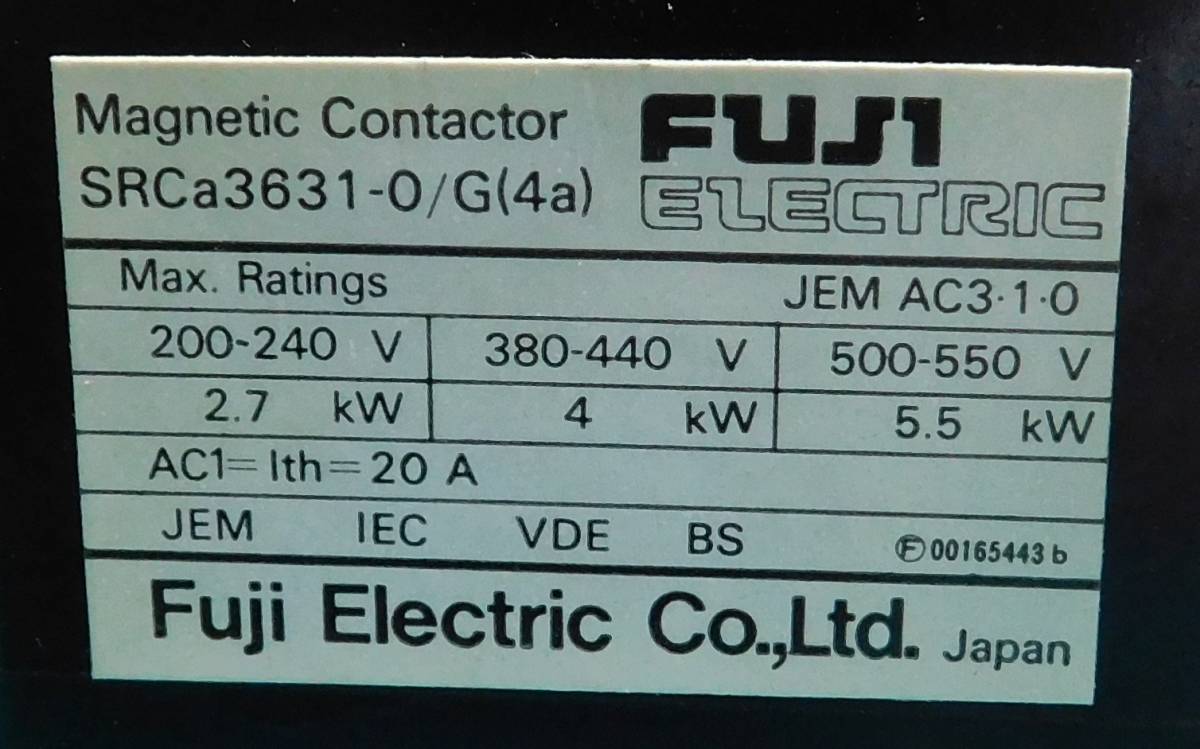 Magnetic Contactor
SRCa3631-0/G(4a)
FUJI
ELECTRIC
Max. Ratings JEM AC3·1·0
200-240 V 380-440 V 500-550 V
2.7 kW 4 kW 5.5 kW
AC1=Ith=20 A
JEM IEC VDE BS Ⓕ00165443b
Fuji Electric Co.,Ltd. Japan